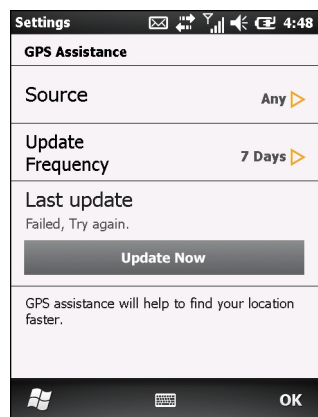 Settings 4:48
GPS Assistance
Source Any
Update
Frequency 7 Days
Last update
Failed, Try again.
Update Now
GPS assistance will help to find your location
faster.
OK